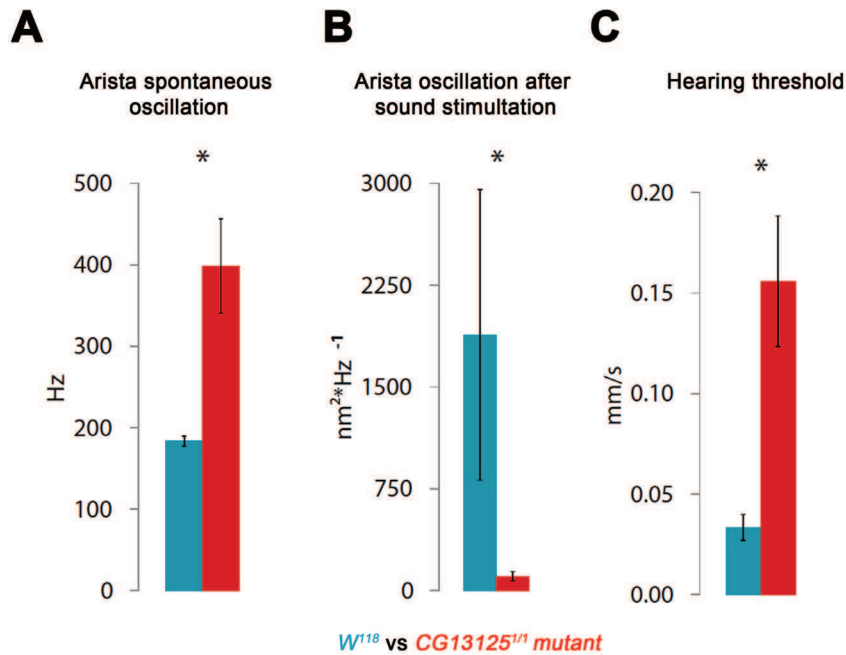 A
B
C
Arista spontaneous
oscillation
Arista oscillation after
sound stimultation
Hearing threshold
*
*
*
500
400
300
200
100
0
Hz
3000
2250
1500
750
0
nm²*Hz ⁻¹
0.20
0.15
0.10
0.05
0.00
mm/s
W¹¹⁸ vs CG13125¹/¹ mutant